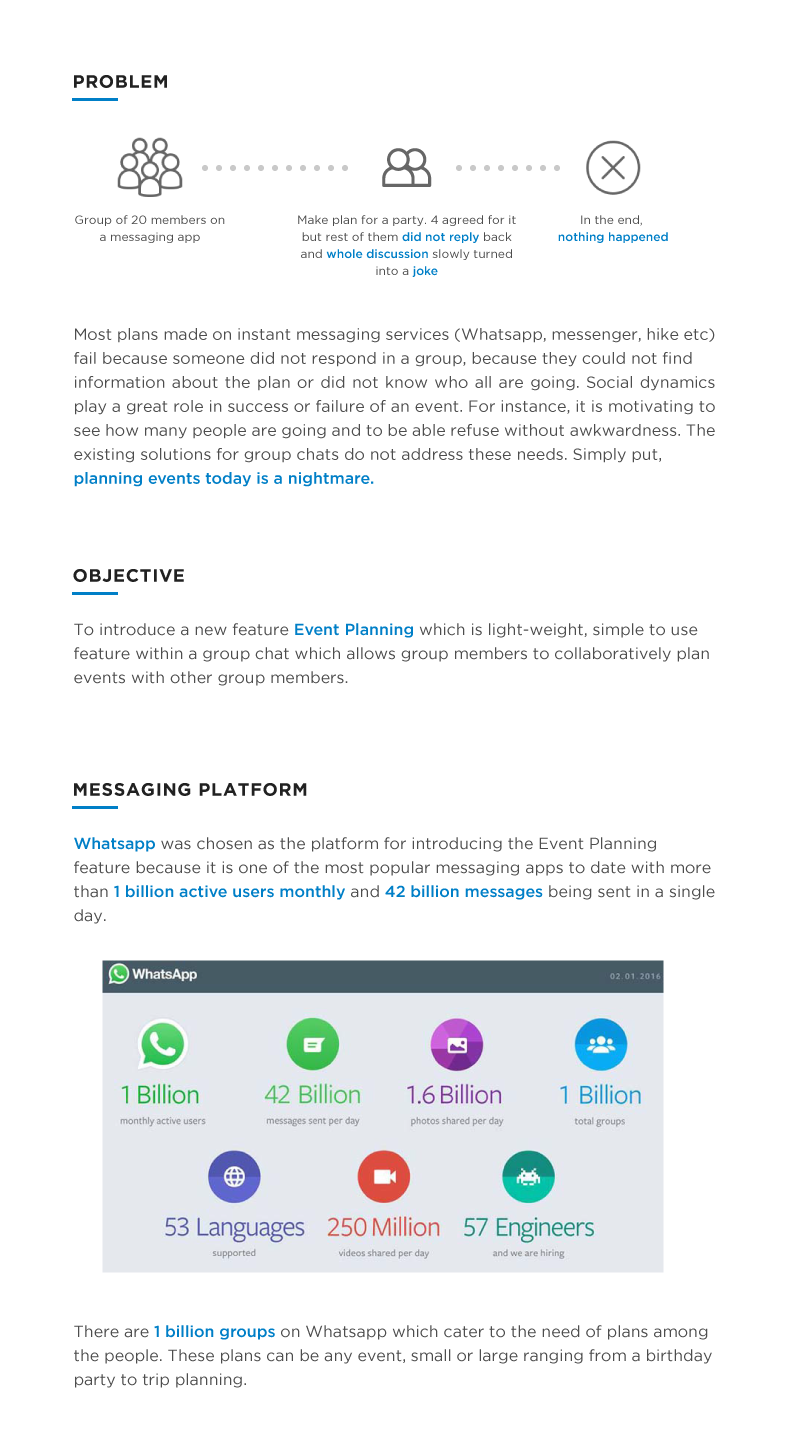 PROBLEM
Group of 20 members on
a messaging app
Make plan for a party. 4 agreed for it
but rest of them did not reply back
and whole discussion slowly turned
into a joke
In the end,
nothing happened
Most plans made on instant messaging services (Whatsapp, messenger, hike etc)
fail because someone did not respond in a group, because they could not find
information about the plan or did not know who all are going. Social dynamics
play a great role in success or failure of an event. For instance, it is motivating to
see how many people are going and to be able refuse without awkwardness. The
existing solutions for group chats do not address these needs. Simply put,
planning events today is a nightmare.
OBJECTIVE
To introduce a new feature Event Planning which is light-weight, simple to use
feature within a group chat which allows group members to collaboratively plan
events with other group members.
MESSAGING PLATFORM
Whatsapp was chosen as the platform for introducing the Event Planning
feature because it is one of the most popular messaging apps to date with more
than 1 billion active users monthly and 42 billion messages being sent in a single
day.
WhatsApp
02.01.2016
1 Billion
monthly active users
42 Billion
messages sent per day
1.6 Billion
photos shared per day
1 Billion
total groups
53 Languages
supported
250 Million
videos shared per day
57 Engineers
and we are hiring
There are 1 billion groups on Whatsapp which cater to the need of plans among
the people. These plans can be any event, small or large ranging from a birthday
party to trip planning.